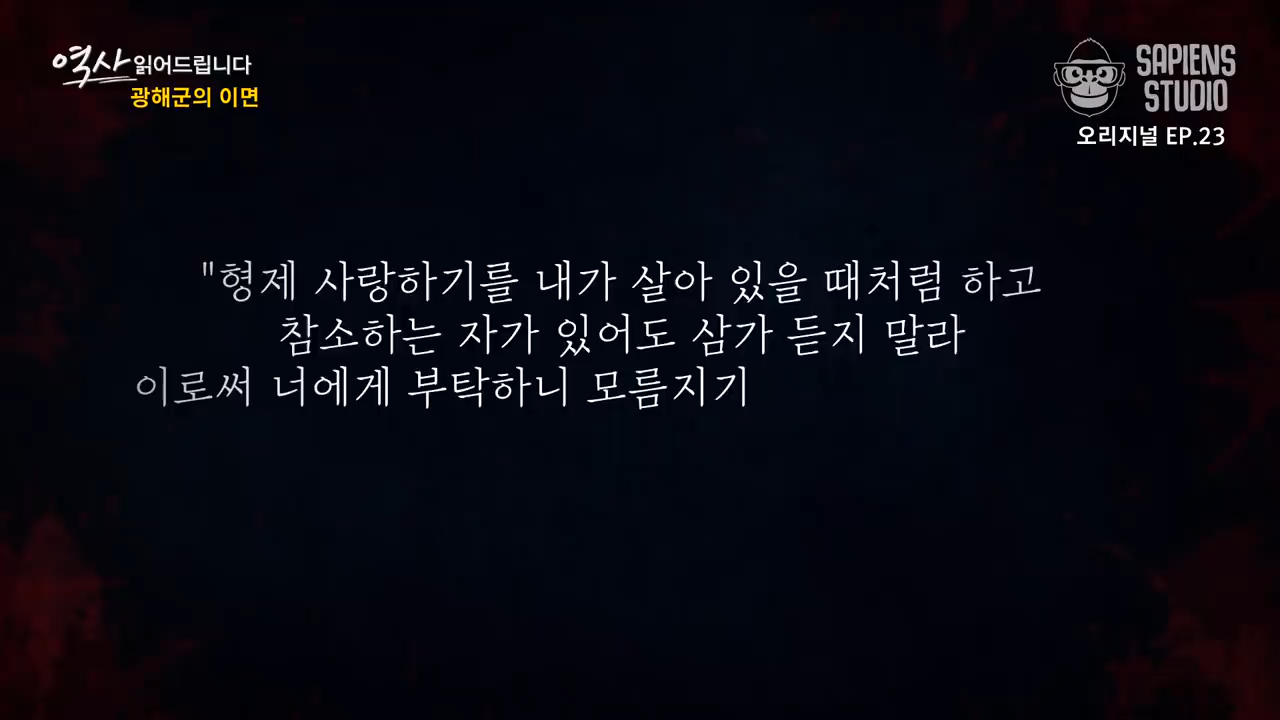 역사 읽어드립니다
광해군의 이면
SAPIENS
STUDIO
오리지널 EP.23
"형제 사랑하기를 내가 살아 있을 때처럼 하고
참소하는 자가 있어도 삼가 듣지 말라
이로써 너에게 부탁하니 모름지기